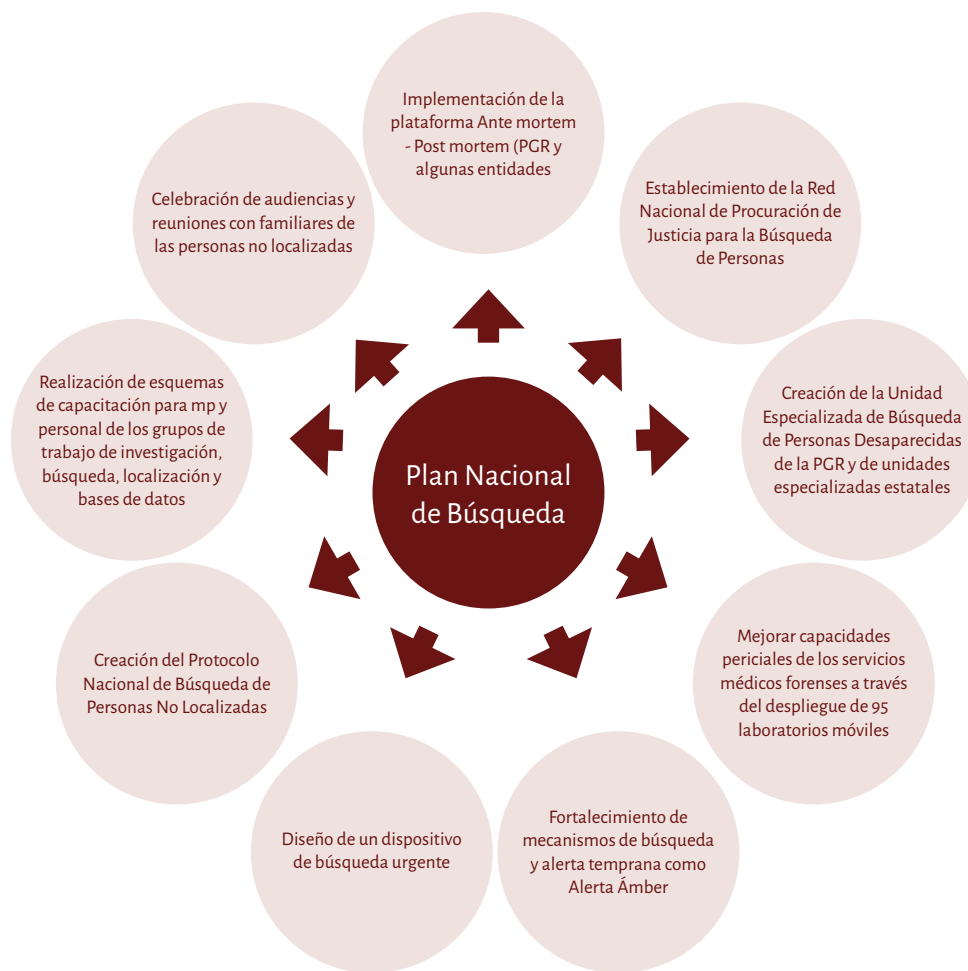 Implementación de la
plataforma Ante mortem
- Post mortem (PGR y
algunas entidades
Establecimiento de la Red
Nacional de Procuración de
Justicia para la Búsqueda
de Personas
Creación de la Unidad
Especializada de Búsqueda
de Personas Desaparecidas
de la PGR y de unidades
especializadas estatales
Mejorar capacidades
periciales de los servicios
médicos forenses a través
del despliegue de 95
laboratorios móviles
Fortalecimiento de
mecanismos de búsqueda
y alerta temprana como
Alerta Ámber
Diseño de un dispositivo
de búsqueda urgente
Creación del Protocolo
Nacional de Búsqueda de
Personas No Localizadas
Realización de esquemas
de capacitación para mp y
personal de los grupos de
trabajo de investigación,
búsqueda, localización y
bases de datos
Celebración de audiencias y
reuniones con familiares de
las personas no localizadas
Plan Nacional
de Búsqueda